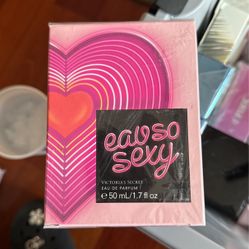 eau so
sexy
VICTORIA'S SECRET
EAU DE PARFUM
e 50 mL/1.7 fl oz